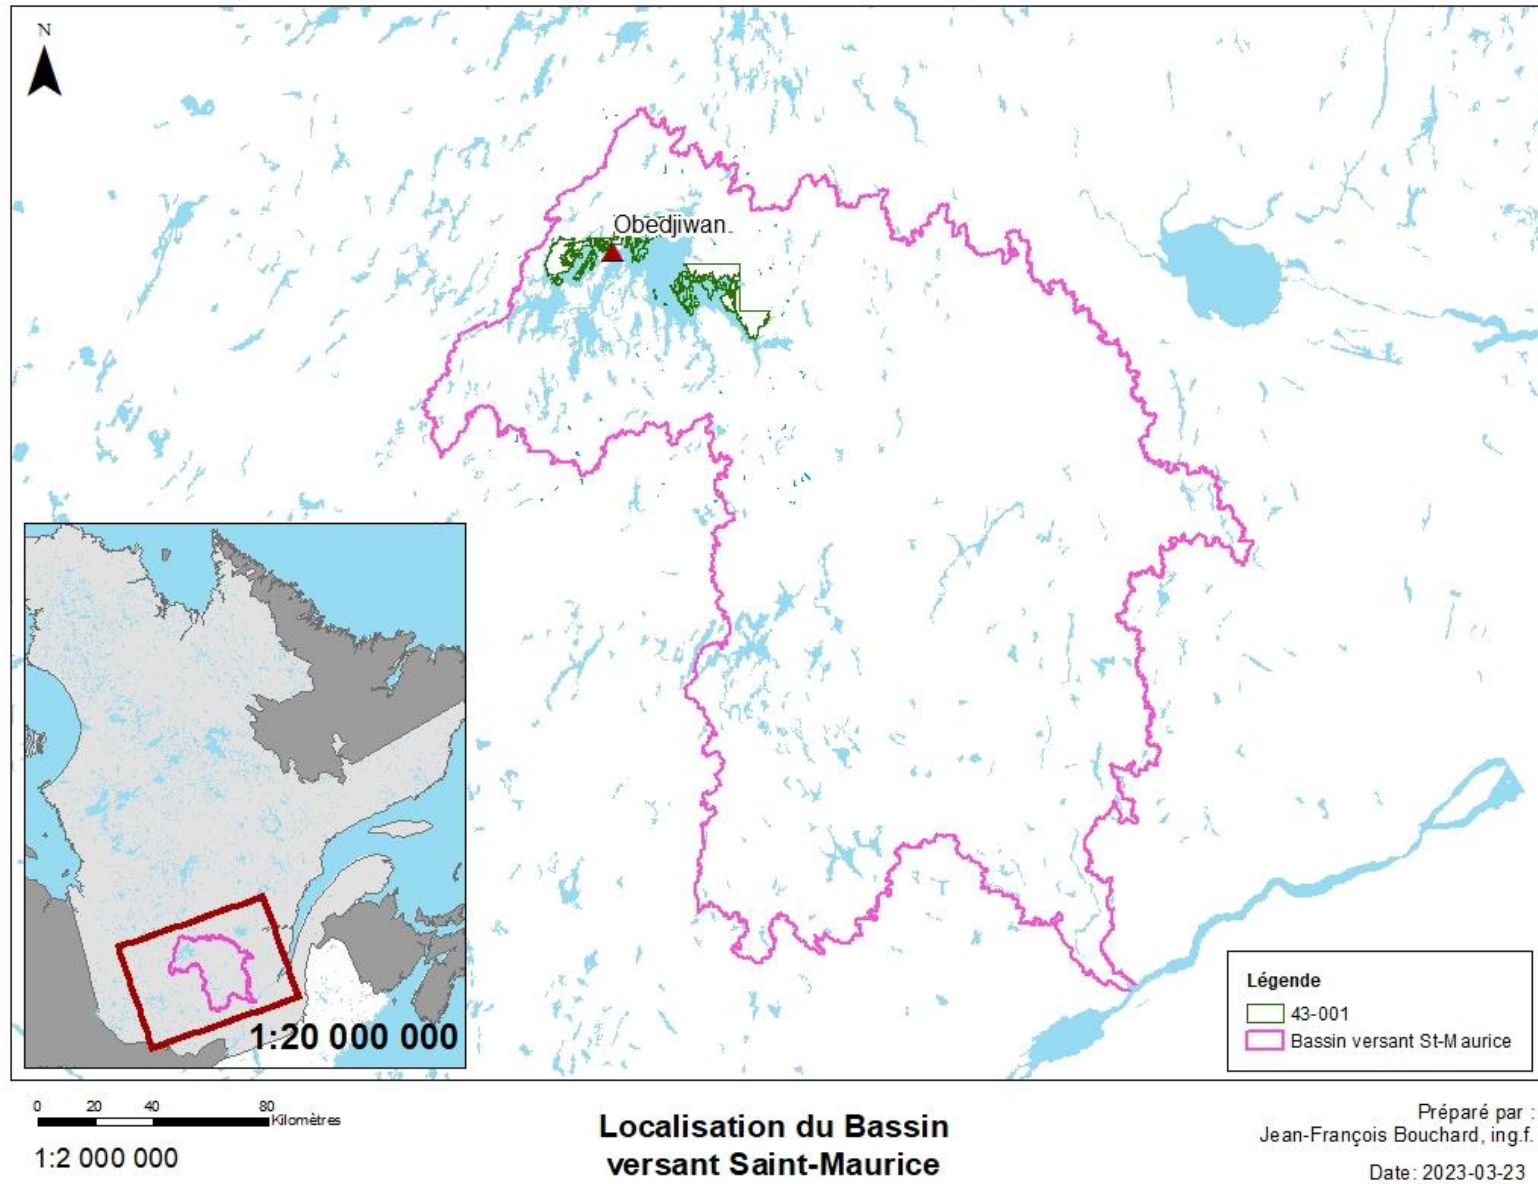 N
Obedjiwan
1:20 000 000
Légende
43-001
Bassin versant St-Maurice
0 20 40 80
Kilomètres
1:2 000 000
Localisation du Bassin
versant Saint-Maurice
Préparé par :
Jean-François Bouchard, ing.f.
Date: 2023-03-23